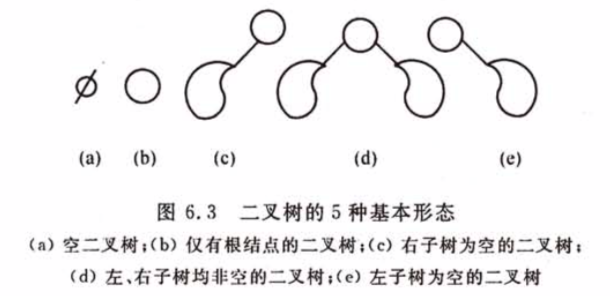 (a) (b) (c) (d) (e)
图 6.3 二叉树的 5 种基本形态
(a) 空二叉树;(b) 仅有根结点的二叉树;(c) 右子树为空的二叉树;
(d) 左、右子树均非空的二叉树;(e) 左子树为空的二叉树